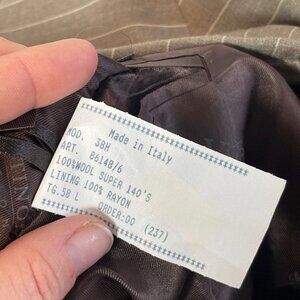 Made in Italy
MOD. 38H
ART. 86148/6
100%WOOL SUPER 140'S
LINING 100% RAYON
TG.58 L ORDER:00 (237)
TINO